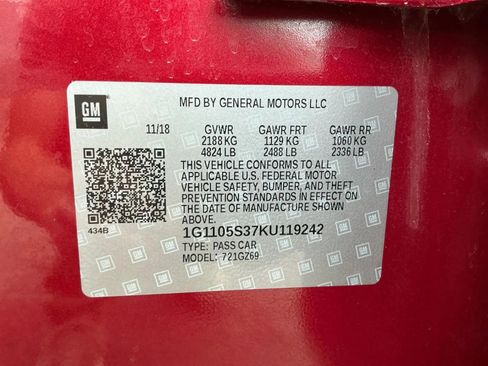 GM
MFD BY GENERAL MOTORS LLC
11/18 GVWR GAWR FRT GAWR RR
2188 KG 1129 KG 1060 KG
4824 LB 2488 LB 2336 LB
THIS VEHICLE CONFORMS TO ALL
APPLICABLE U.S. FEDERAL MOTOR
VEHICLE SAFETY, BUMPER, AND THEFT
PREVENTION STANDARDS IN EFFECT ON
THE DATE OF MANUFACTURE SHOWN
ABOVE.
434B
1G1105S37KU119242
TYPE: PASS CAR
MODEL: 721GZ69